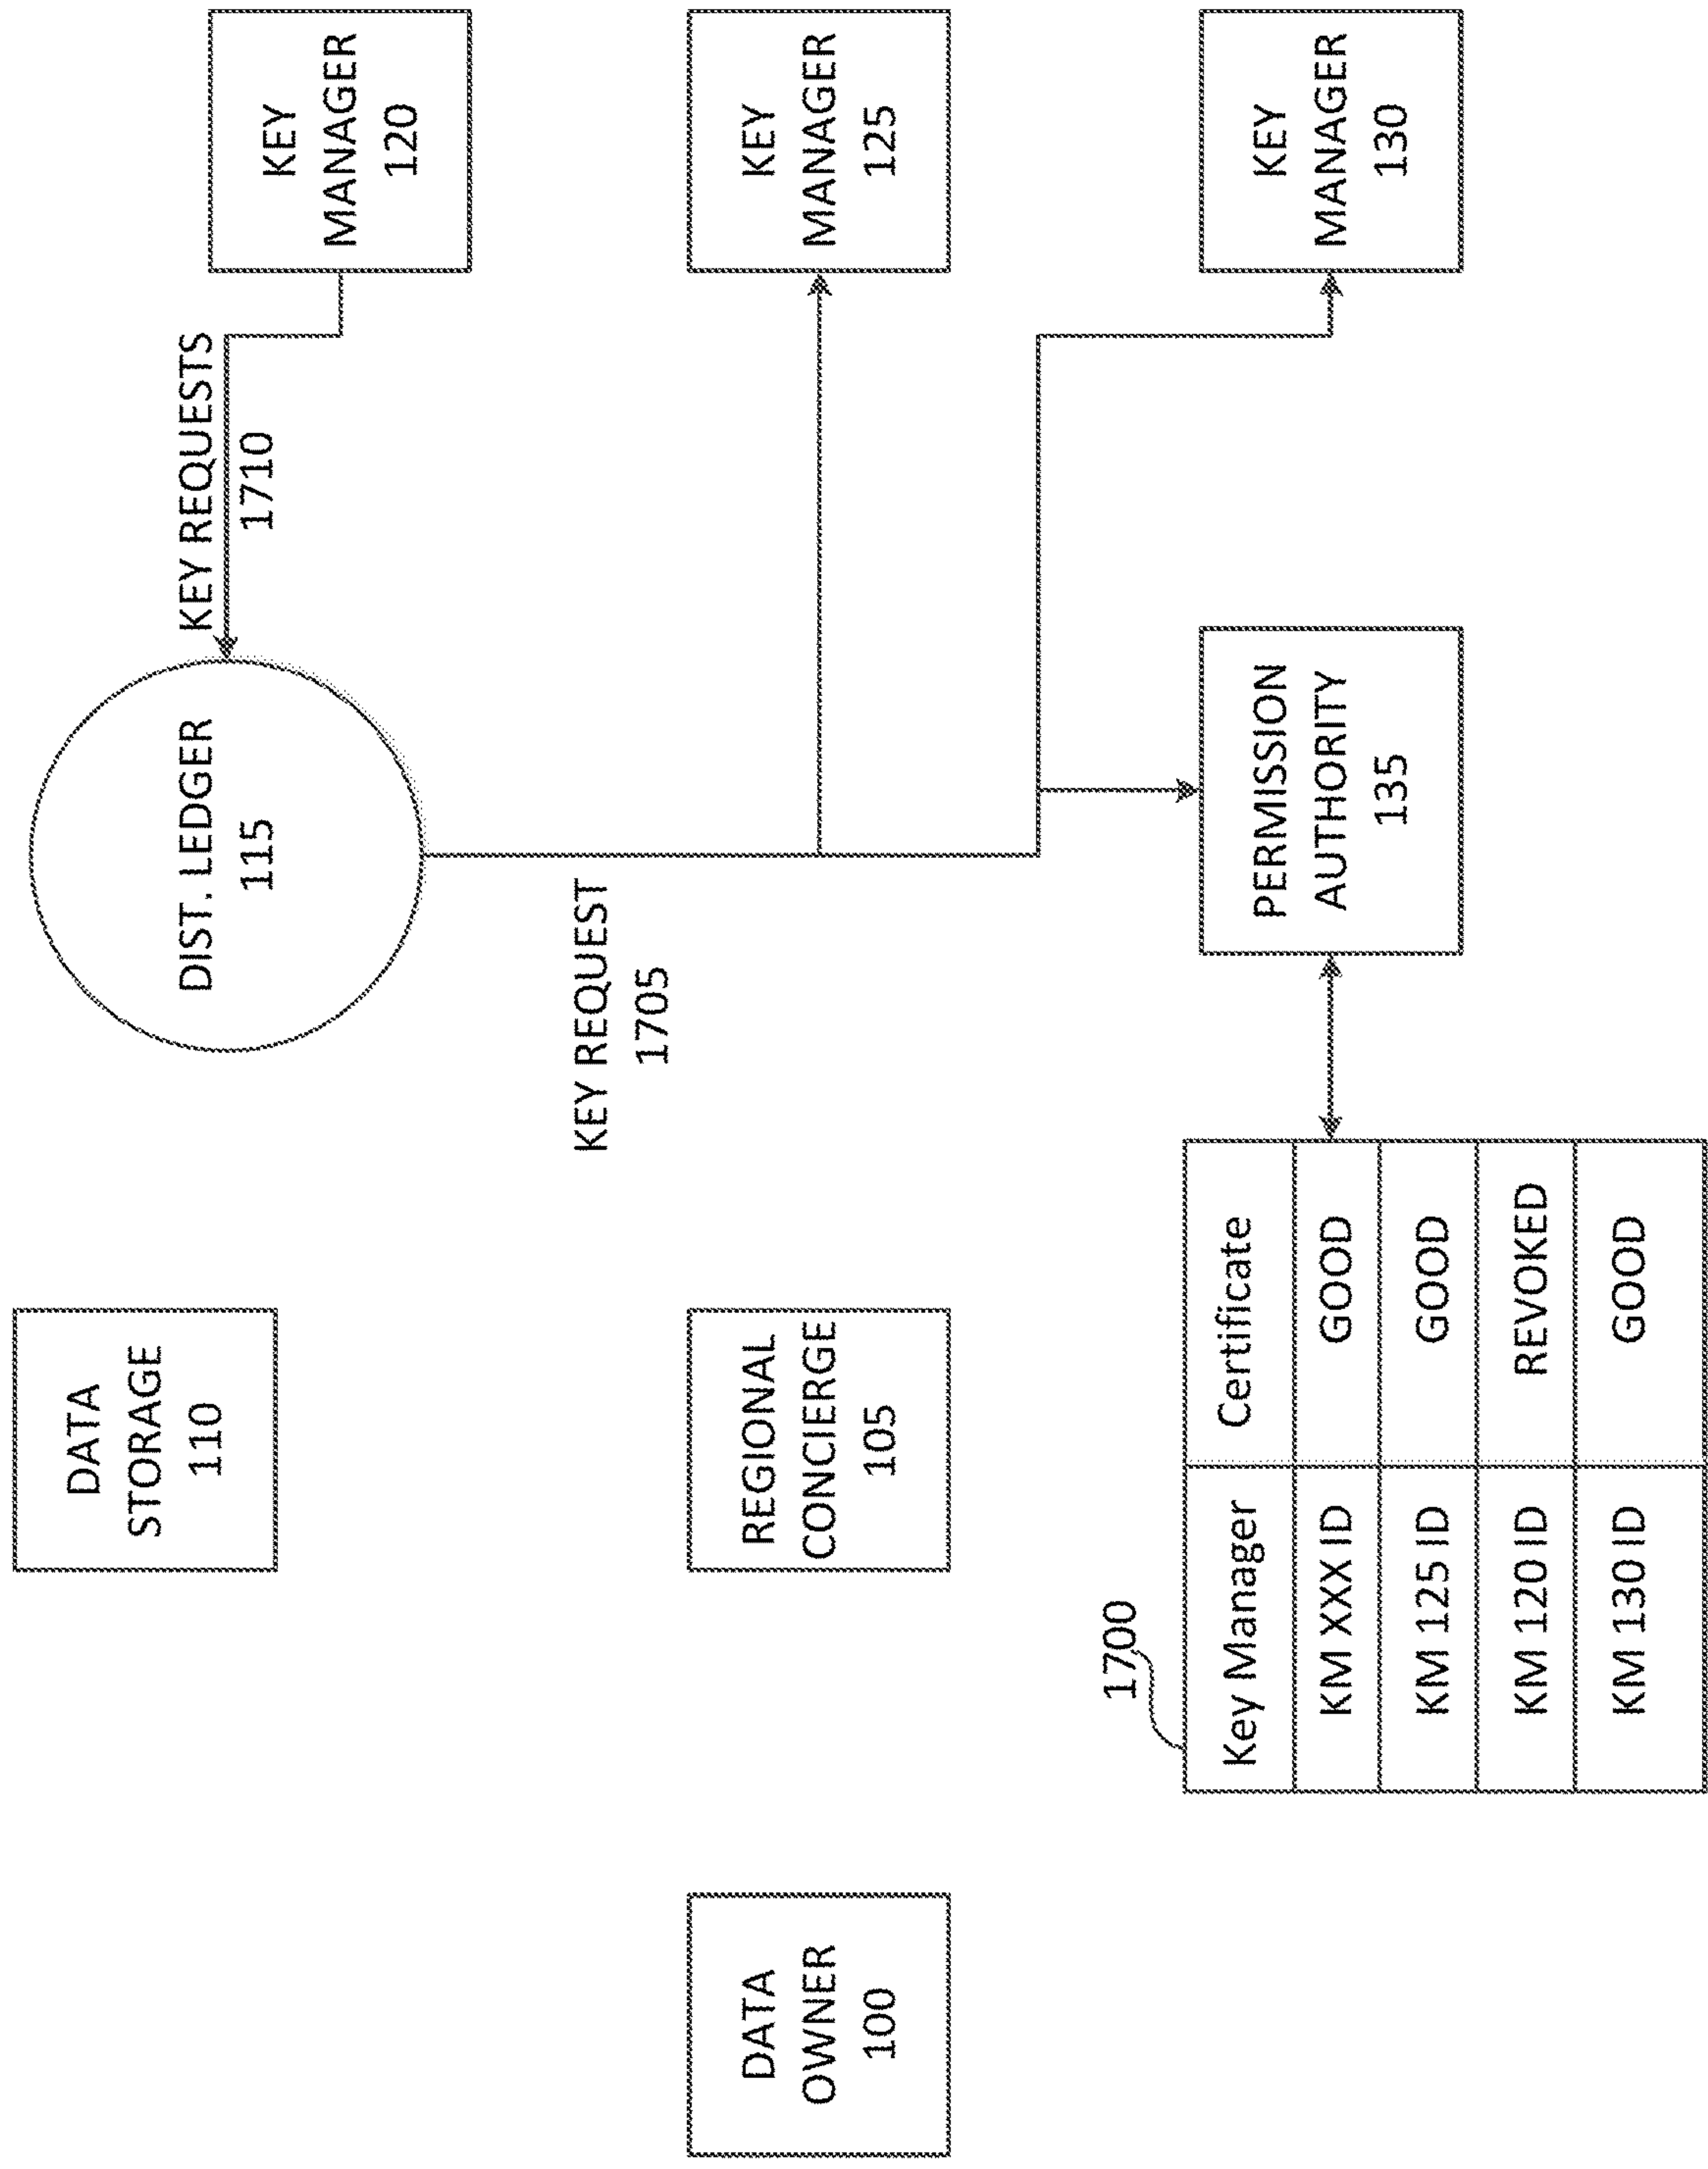 DATA
STORAGE
110
DIST. LEDGER
115
KEY REQUESTS
1710
KEY
MANAGER
120
DATA
OWNER
100
REGIONAL
CONCIERGE
105
KEY REQUEST
1705
KEY
MANAGER
125
1700
Key Manager Certificate
KM XXX ID GOOD
KM 125 ID GOOD
KM 120 ID REVOKED
KM 130 ID GOOD
PERMISSION
AUTHORITY
135
KEY
MANAGER
130